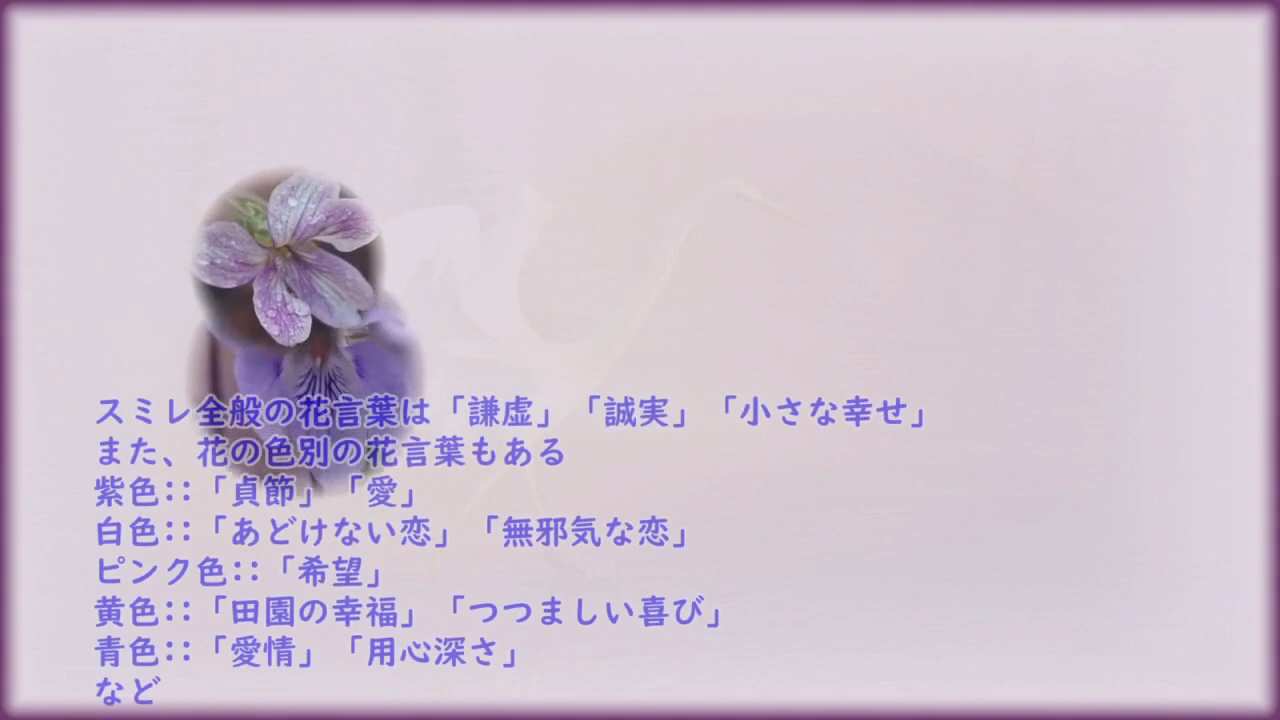 スミレ全般の花言葉は「謙虚」「誠実」「小さな幸せ」
また、花の色別の花言葉もある
紫色::「貞節」「愛」
白色::「あどけない恋」「無邪気な恋」
ピンク色::「希望」
黄色::「田園の幸福」「つつましい喜び」
青色::「愛情」「用心深さ」
など